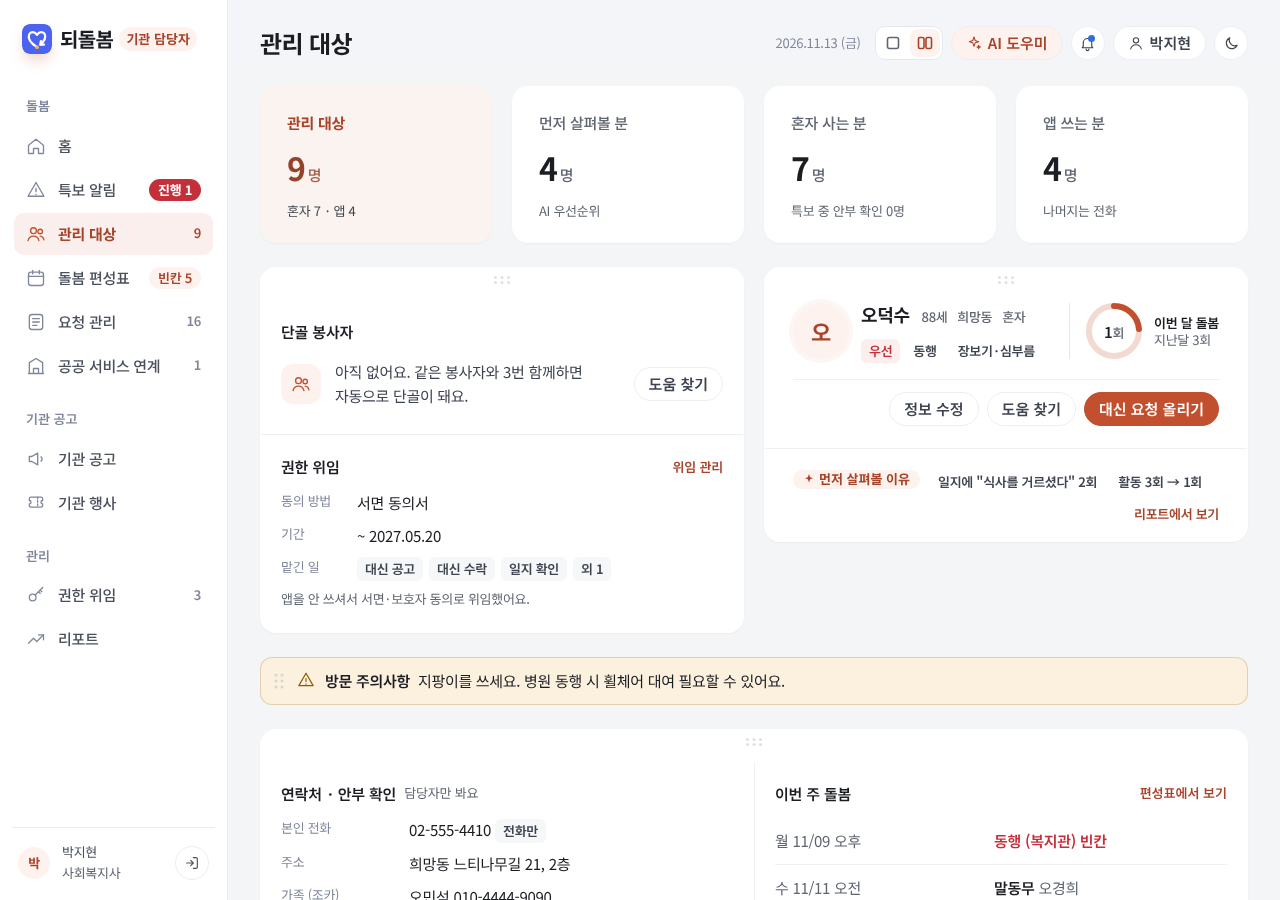 되돌봄 기관 담당자
돌봄
홈
특보 알림 진행 1
관리 대상 9
돌봄 편성표 빈칸 5
요청 관리 16
공공 서비스 연계 1
기관 공고
기관 공고
기관 행사
관리
권한 위임 3
리포트
박 박지현
사회복지사
관리 대상
2026.11.13 (금) AI 도우미 박지현
관리 대상
9명
혼자 7 · 앱 4
먼저 살펴볼 분
4명
AI 우선순위
혼자 사는 분
7명
특보 중 안부 확인 0명
앱 쓰는 분
4명
나머지는 전화
단골 봉사자
아직 없어요. 같은 봉사자와 3번 함께하면
자동으로 단골이 돼요.
도움 찾기
권한 위임 위임 관리
동의 방법 서면 동의서
기간 ~ 2027.05.20
맡긴 일 대신 공고 대신 수락 일지 확인 외 1
앱을 안 쓰셔서 서면·보호자 동의로 위임했어요.
오 오덕수 88세 희망동 혼자
우선 동행 장보기·심부름
1회
이번 달 돌봄
지난달 3회
정보 수정 도움 찾기 대신 요청 올리기
먼저 살펴볼 이유 일지에 "식사를 거르셨다" 2회 활동 3회 → 1회
리포트에서 보기
방문 주의사항 지팡이를 쓰세요. 병원 동행 시 휠체어 대여 필요할 수 있어요.
연락처 · 안부 확인 담당자만 봐요
본인 전화 02-555-4410 전화만
주소 희망동 느티나무길 21, 2층
가족 (조카) 오민석 010-4444-9090
이번 주 돌봄 편성표에서 보기
월 11/09 오후 동행 (복지관) 빈칸
수 11/11 오전 말동무 오경희